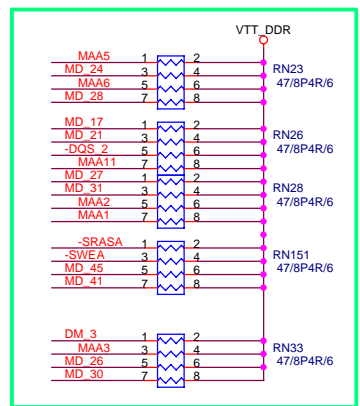 VTT_DDR
MAA5 1 2
MD_24 3 4 RN23
MAA6 5 6 47/8P4R/6
MD_28 7 8
MD_17 1 2
MD_21 3 4 RN26
-DQS_2 5 6 47/8P4R/6
MAA11 7 8
MD_27 1 2
MD_31 3 4 RN28
MAA2 5 6 47/8P4R/6
MAA1 7 8
-SRASA 1 2
-SWEA 3 4 RN151
MD_45 5 6 47/8P4R/6
MD_41 7 8
DM_3 1 2
MAA3 3 4 RN33
MD_26 5 6 47/8P4R/6
MD_30 7 8